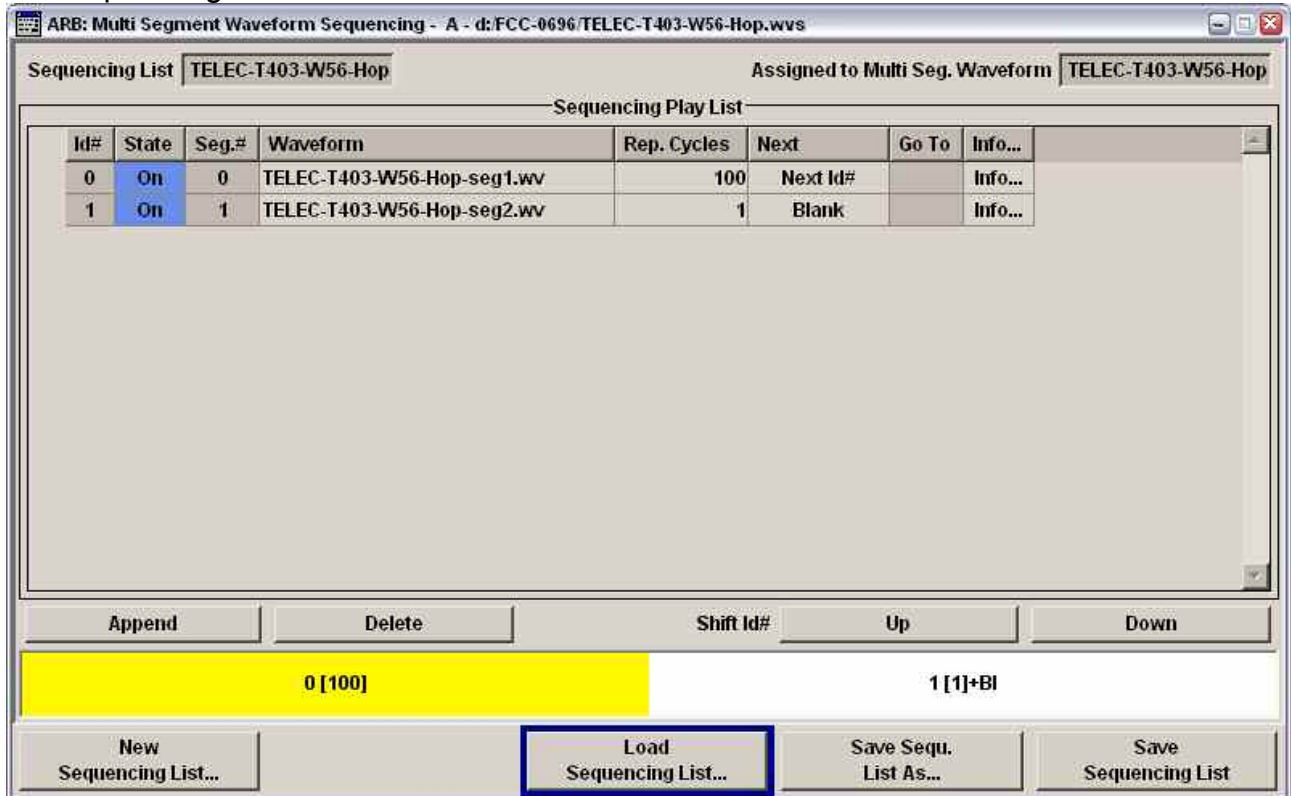 ARB: Multi Segment Waveform Sequencing - A - d:/FCC-0696/TELEC-T403-W56-Hop.wvs
Sequencing List TELEC-T403-W56-Hop Assigned to Multi Seg. Waveform TELEC-T403-W56-Hop
Sequencing Play List
Id# State Seg.# Waveform Rep. Cycles Next Go To Info...
0 On 0 TELEC-T403-W56-Hop-seg1.wv 100 Next Id# Info...
1 On 1 TELEC-T403-W56-Hop-seg2.wv 1 Blank Info...
Append Delete Shift Id# Up Down
0 [100] 1 [1]+Bl
New Sequencing List... Load Sequencing List... Save Sequ. List As... Save Sequencing List